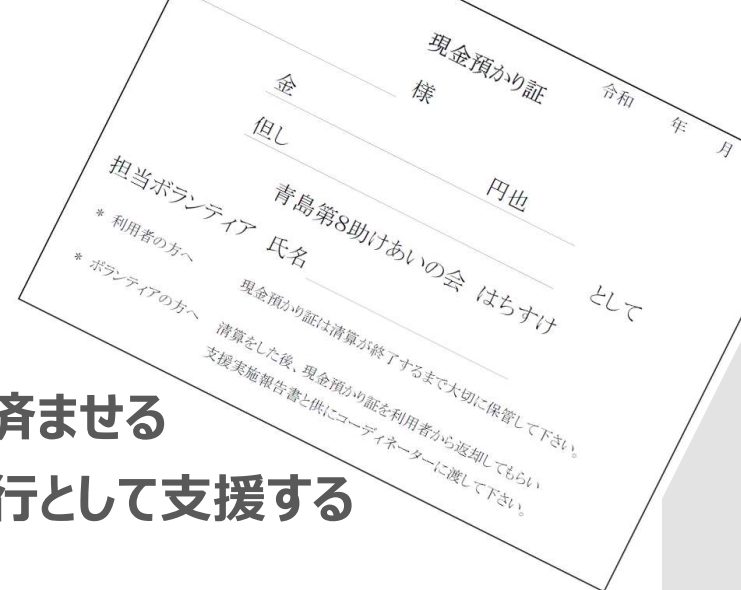 現金預かり証
令和 年 月
様
金 円也
但し として
青島第8助けあいの会 はちすけ
担当ボランティア 氏名
* 利用者の方へ 現金預かり証は清算が終了するまで大切に保管して下さい。
* ボランティアの方へ 清算をした後、現金預かり証を利用者から返却してもらい
支援実施報告書と供にコーディネーターに渡して下さい。
済ませる
行として支援する